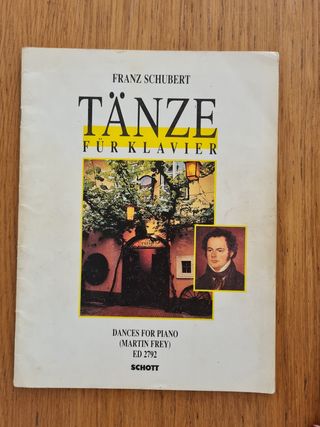 FRANZ SCHUBERT
TÄNZE
FÜR KLAVIER
DANCES FOR PIANO
(MARTIN FREY)
ED 2792
SCHOTT